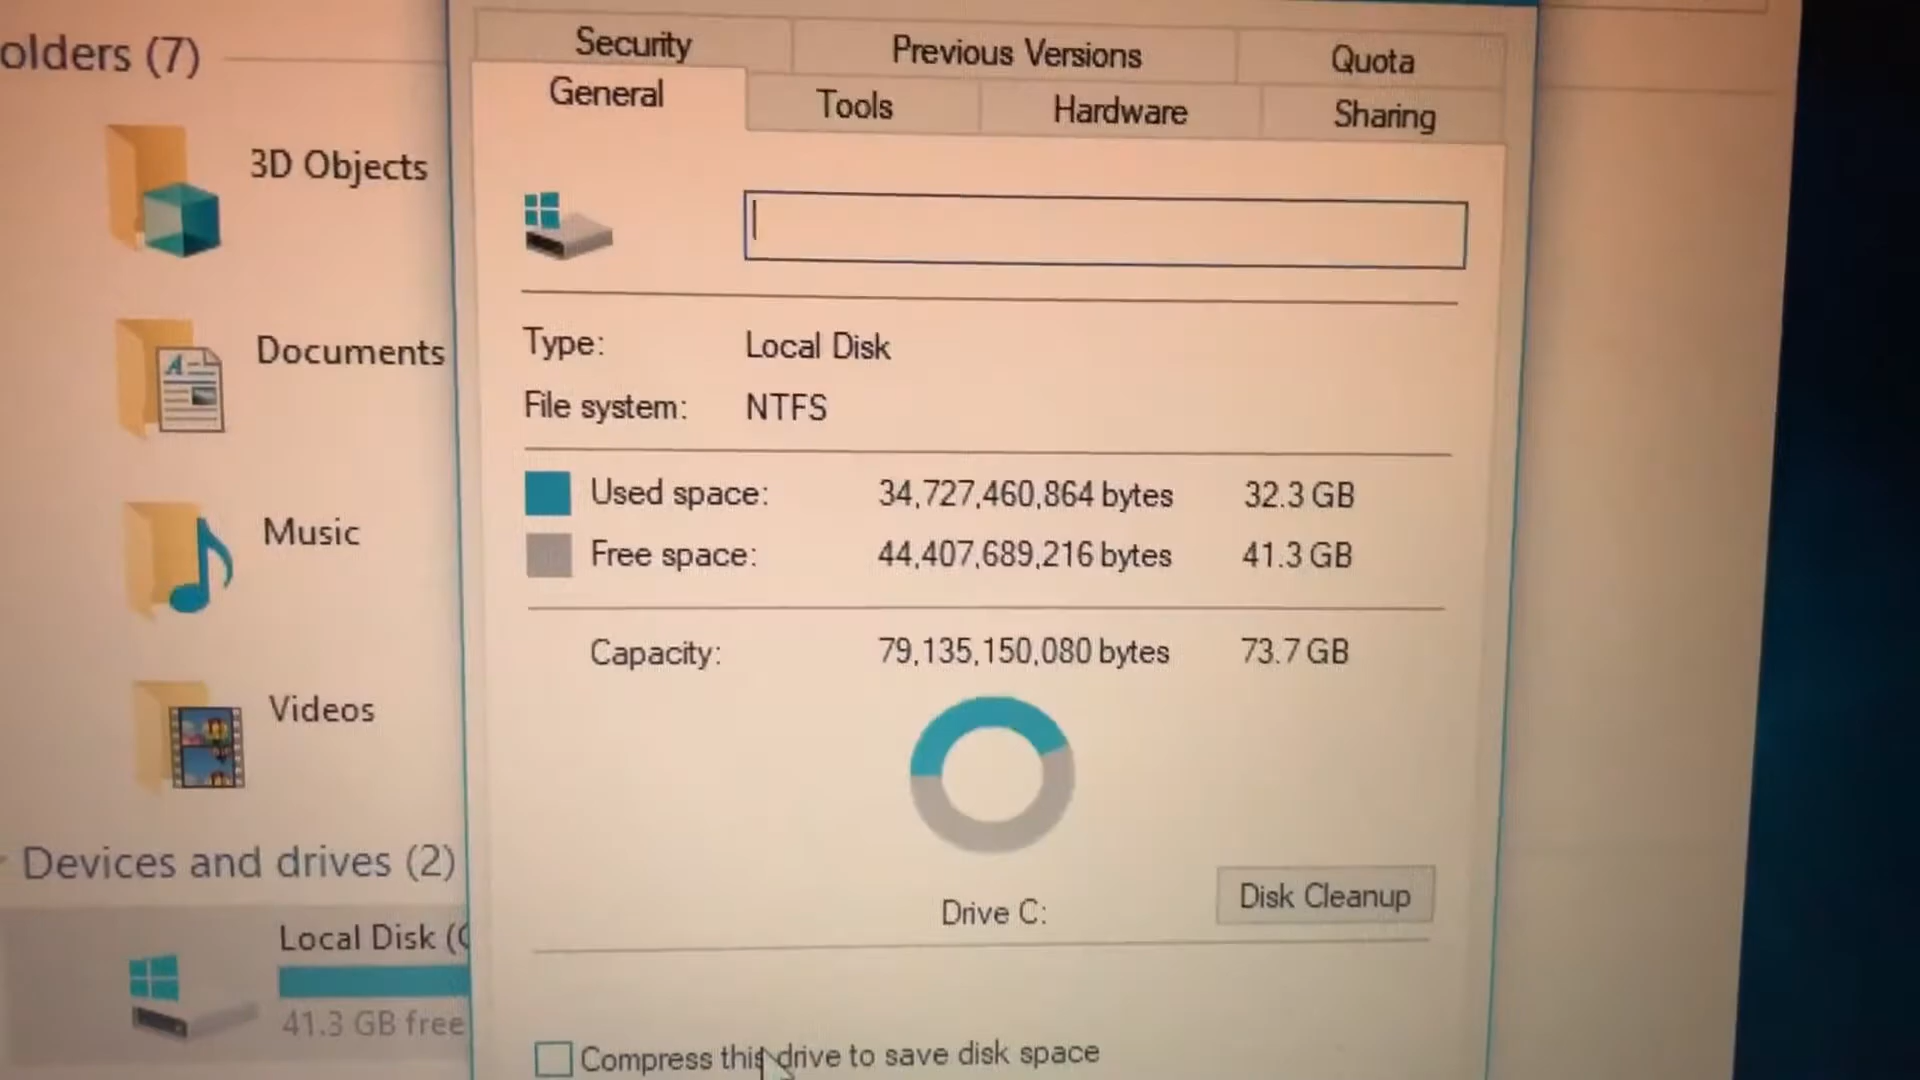 olders (7)
3D Objects
Documents
Music
Videos
Devices and drives (2)
Local Disk (C
41.3 GB free
Security
Previous Versions
Quota
General
Tools
Hardware
Sharing
Type: Local Disk
File system: NTFS
Used space: 34,727,460,864 bytes 32.3 GB
Free space: 44,407,689,216 bytes 41.3 GB
Capacity: 79,135,150,080 bytes 73.7 GB
Drive C:
Disk Cleanup
Compress this drive to save disk space